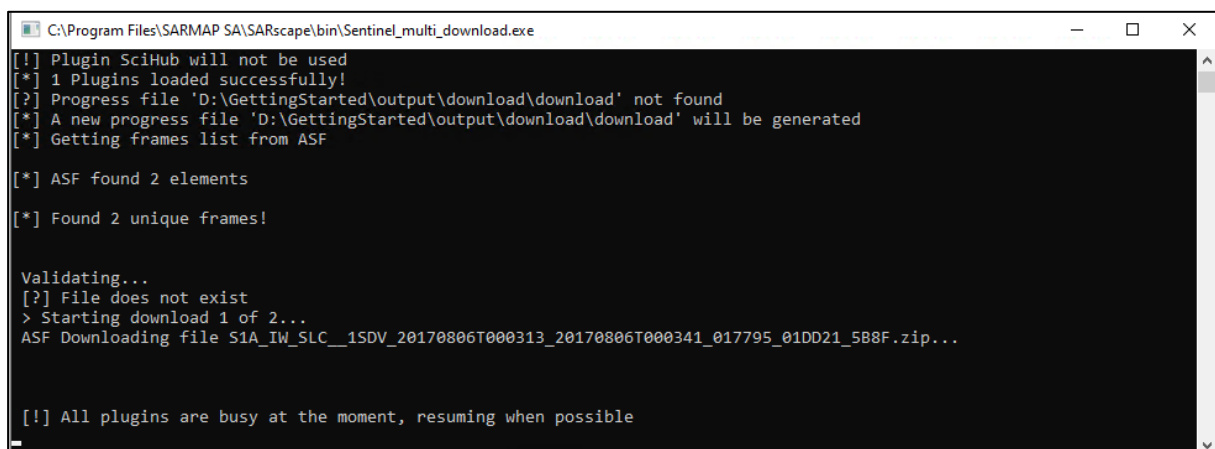 C:\Program Files\SARMAP SA\SARscape\bin\Sentinel_multi_download.exe
[!] Plugin SciHub will not be used
[*] 1 Plugins loaded successfully!
[?] Progress file 'D:\GettingStarted\output\download\download' not found
[*] A new progress file 'D:\GettingStarted\output\download\download' will be generated
[*] Getting frames list from ASF
[*] ASF found 2 elements
[*] Found 2 unique frames!
Validating...
[?] File does not exist
> Starting download 1 of 2...
ASF Downloading file S1A_IW_SLC__1SDV_20170806T000313_20170806T000341_017795_01DD21_5B8F.zip...
[!] All plugins are busy at the moment, resuming when possible